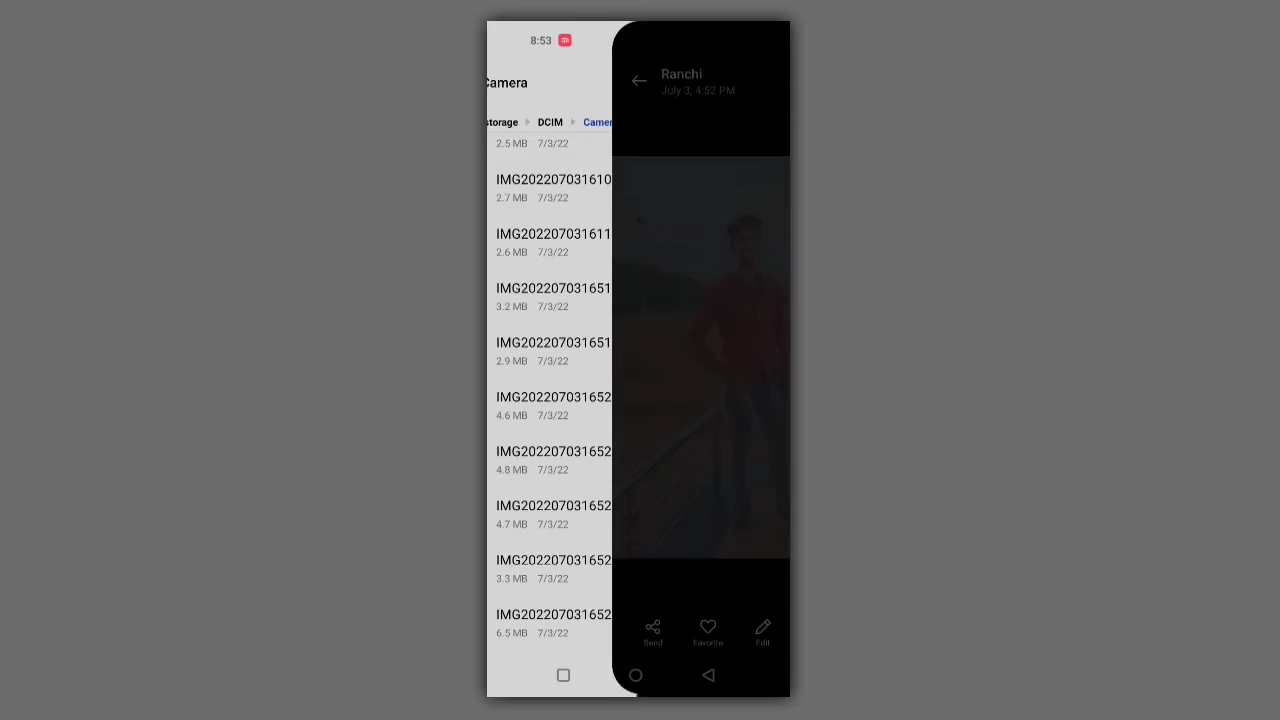 8:53
Camera
storage DCIM Camer
2.5 MB 7/3/22
IMG202207031610
2.7 MB 7/3/22
IMG202207031611
2.6 MB 7/3/22
IMG202207031651
3.2 MB 7/3/22
IMG202207031651
2.9 MB 7/3/22
IMG202207031652
4.6 MB 7/3/22
IMG202207031652
4.8 MB 7/3/22
IMG202207031652
4.7 MB 7/3/22
IMG202207031652
3.3 MB 7/3/22
IMG202207031652
6.5 MB 7/3/22
Ranchi
July 3, 4:52 PM
Send Favorite Edit